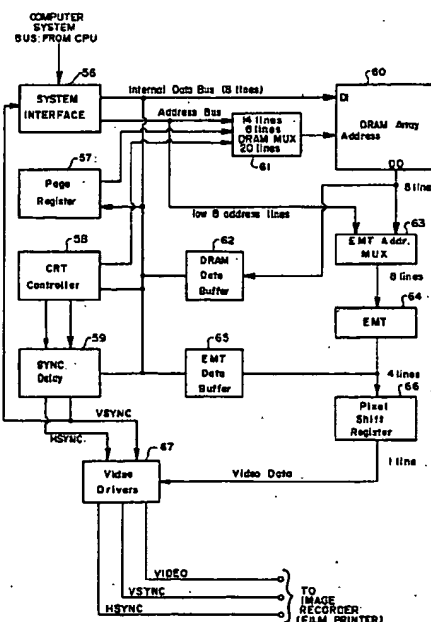 COMPUTER
SYSTEM
BUS: FROM CPU
56
SYSTEM
INTERFACE
Internal Data Bus (8 lines)
Address Bus
60
DI
DRAM Array
Address
DO
14 lines
6 lines
DRAM MUX
20 lines
61
8 line
57
Page
Register
low 8 address lines
63
EMT Addr.
MUX
8 lines
58
CRT
Controller
62
DRAM
Data
Buffer
64
EMT
59
SYNC.
Delay
65
EMT
Data
Buffer
4 lines
66
Pixel
Shift
Register
VSYNC
HSYNC
67
Video
Drivers
Video Data
1 line
VIDEO
VSYNC
HSYNC
TO
IMAGE
RECORDER
(FILM PRINTER)